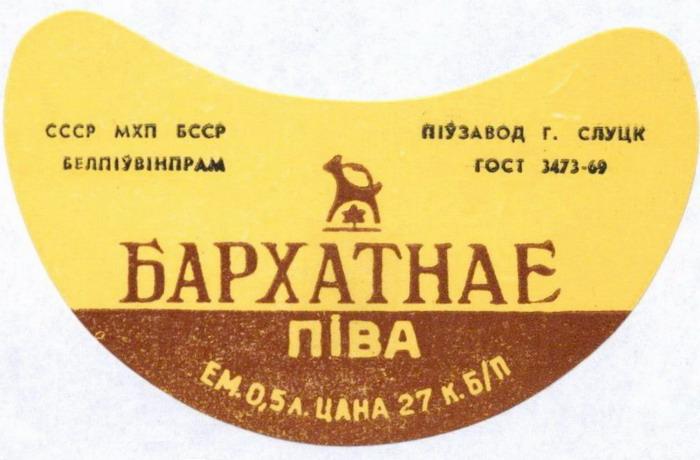 СССР МХП БССР
БЕЛПІЎВІНПРАМ
ПІЎЗАВОД Г. СЛУЦК
ГОСТ 3473-69
БАРХАТНАЕ
ПІВА
ЕМ. 0,5 Л. ЦАНА 27 К. Б/П